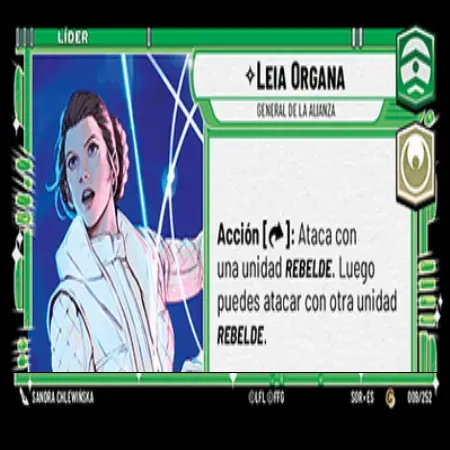 LÍDER
LEIA ORGANA
GENERAL DE LA ALIANZA
Acción [ ]: Ataca con
una unidad REBELDE. Luego
puedes atacar con otra unidad
REBELDE.
SANDRA CHLEWIŃSKA ©LFL ©FFG SOR • ES C 009/252